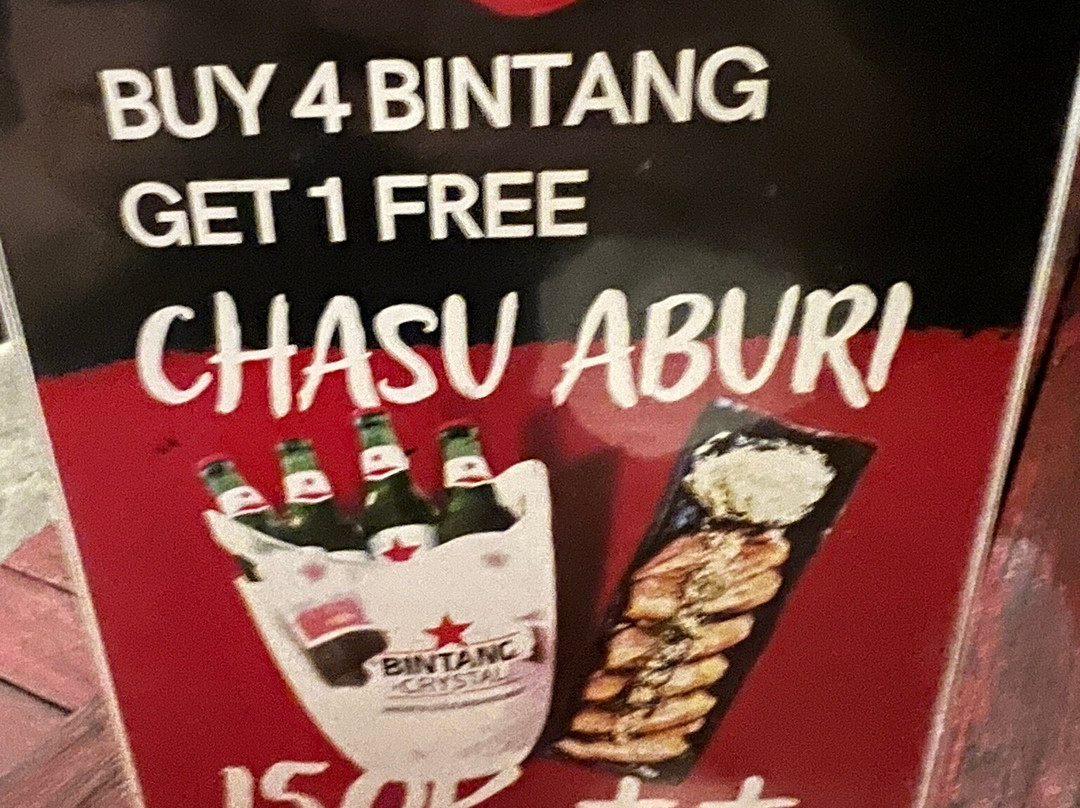 BUY 4 BINTANG
GET 1 FREE
CHASU ABURI
BINTANG
CRYSTAL